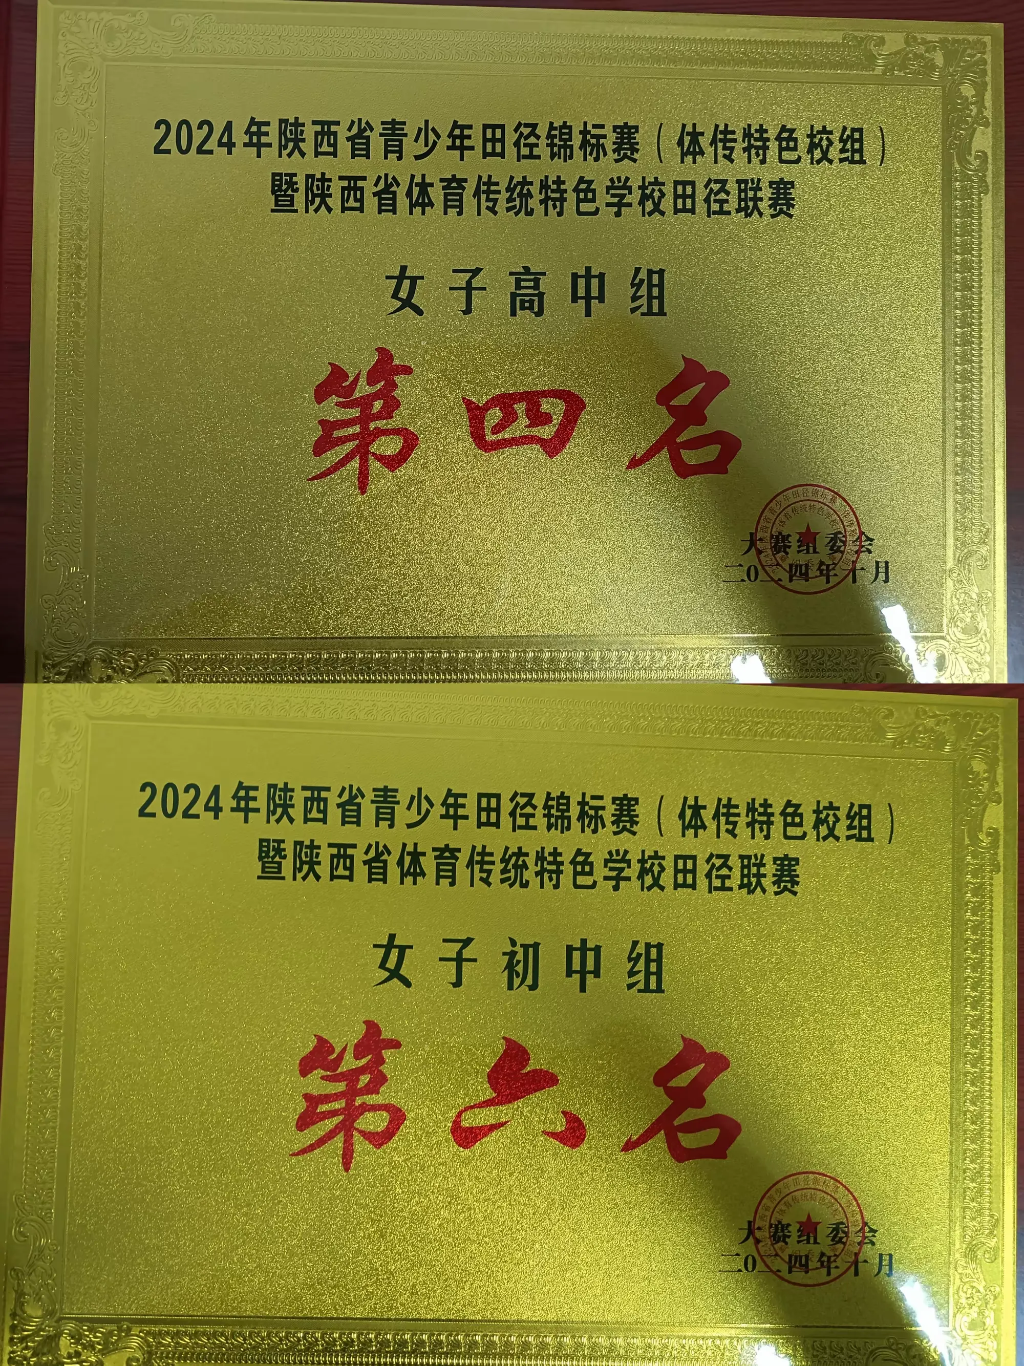 2024年陕西省青少年田径锦标赛（体传特色校组）
暨陕西省体育传统特色学校田径联赛
女子高中组
第四名
大赛组委会
二〇二四年十月
2024年陕西省青少年田径锦标赛（体传特色校组）
暨陕西省体育传统特色学校田径联赛
女子初中组
第六名
大赛组委会
二〇二四年十月